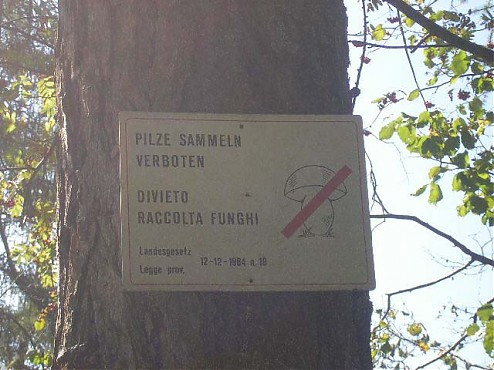 PILZE SAMMELN
VERBOTEN
DIVIETO
RACCOLTA FUNGHI
Landesgesetz
Legge prov. 12-12-1984 n. 18